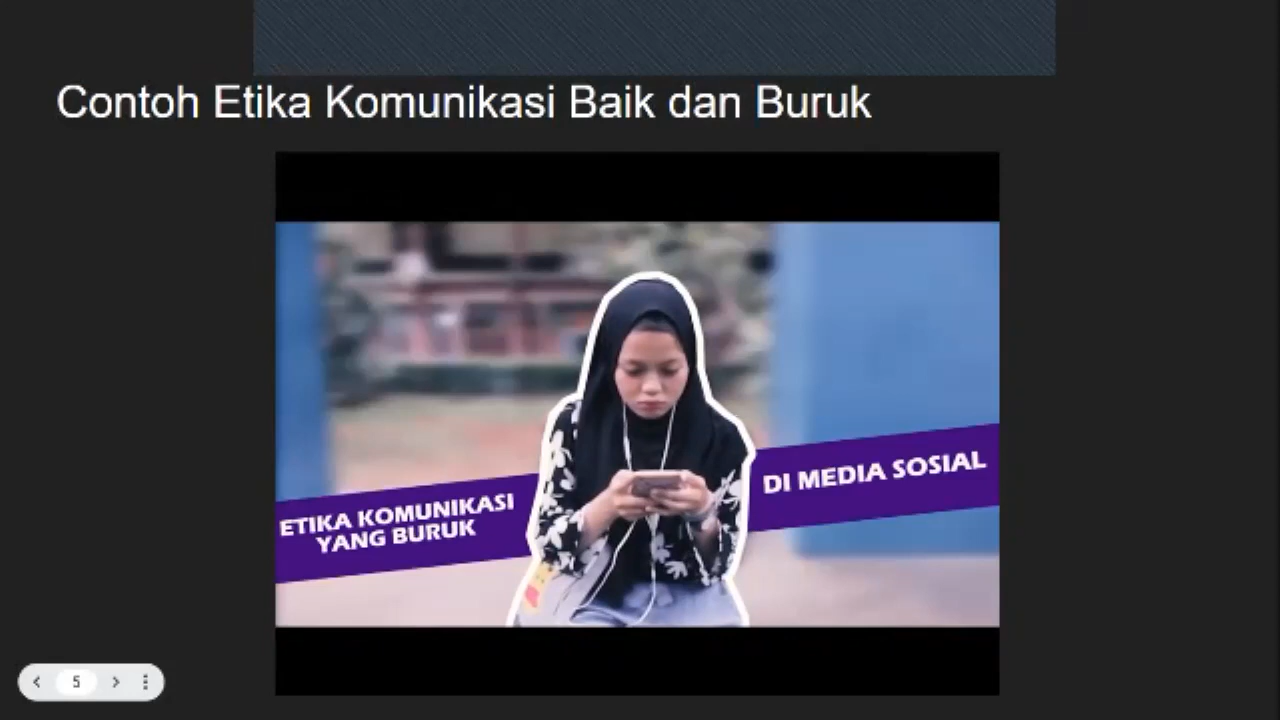 Contoh Etika Komunikasi Baik dan Buruk
ETIKA KOMUNIKASI
YANG BURUK
DI MEDIA SOSIAL
5